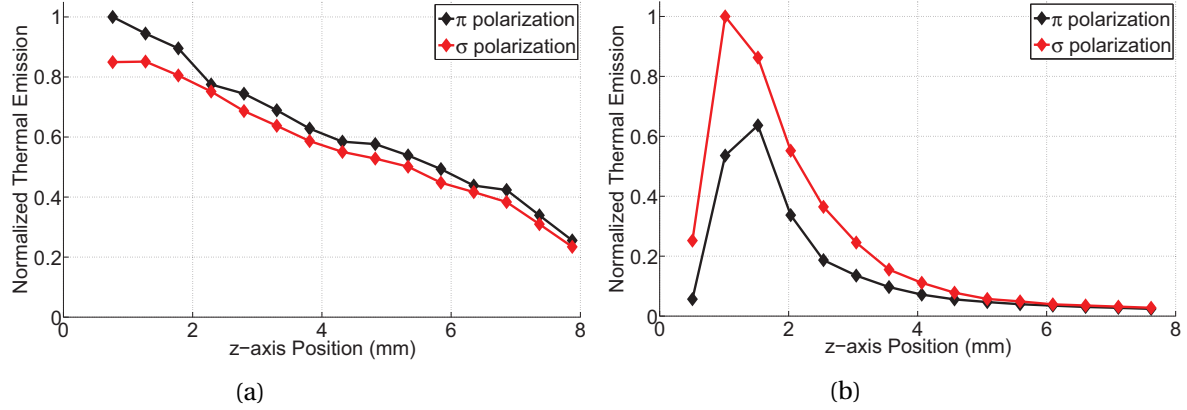 π polarization
σ polarization
Normalized Thermal Emission
1
0.8
0.6
0.4
0.2
0
0 2 4 6 8
z−axis Position (mm)
(a)
π polarization
σ polarization
Normalized Thermal Emission
1
0.8
0.6
0.4
0.2
0
0 2 4 6 8
z−axis Position (mm)
(b)